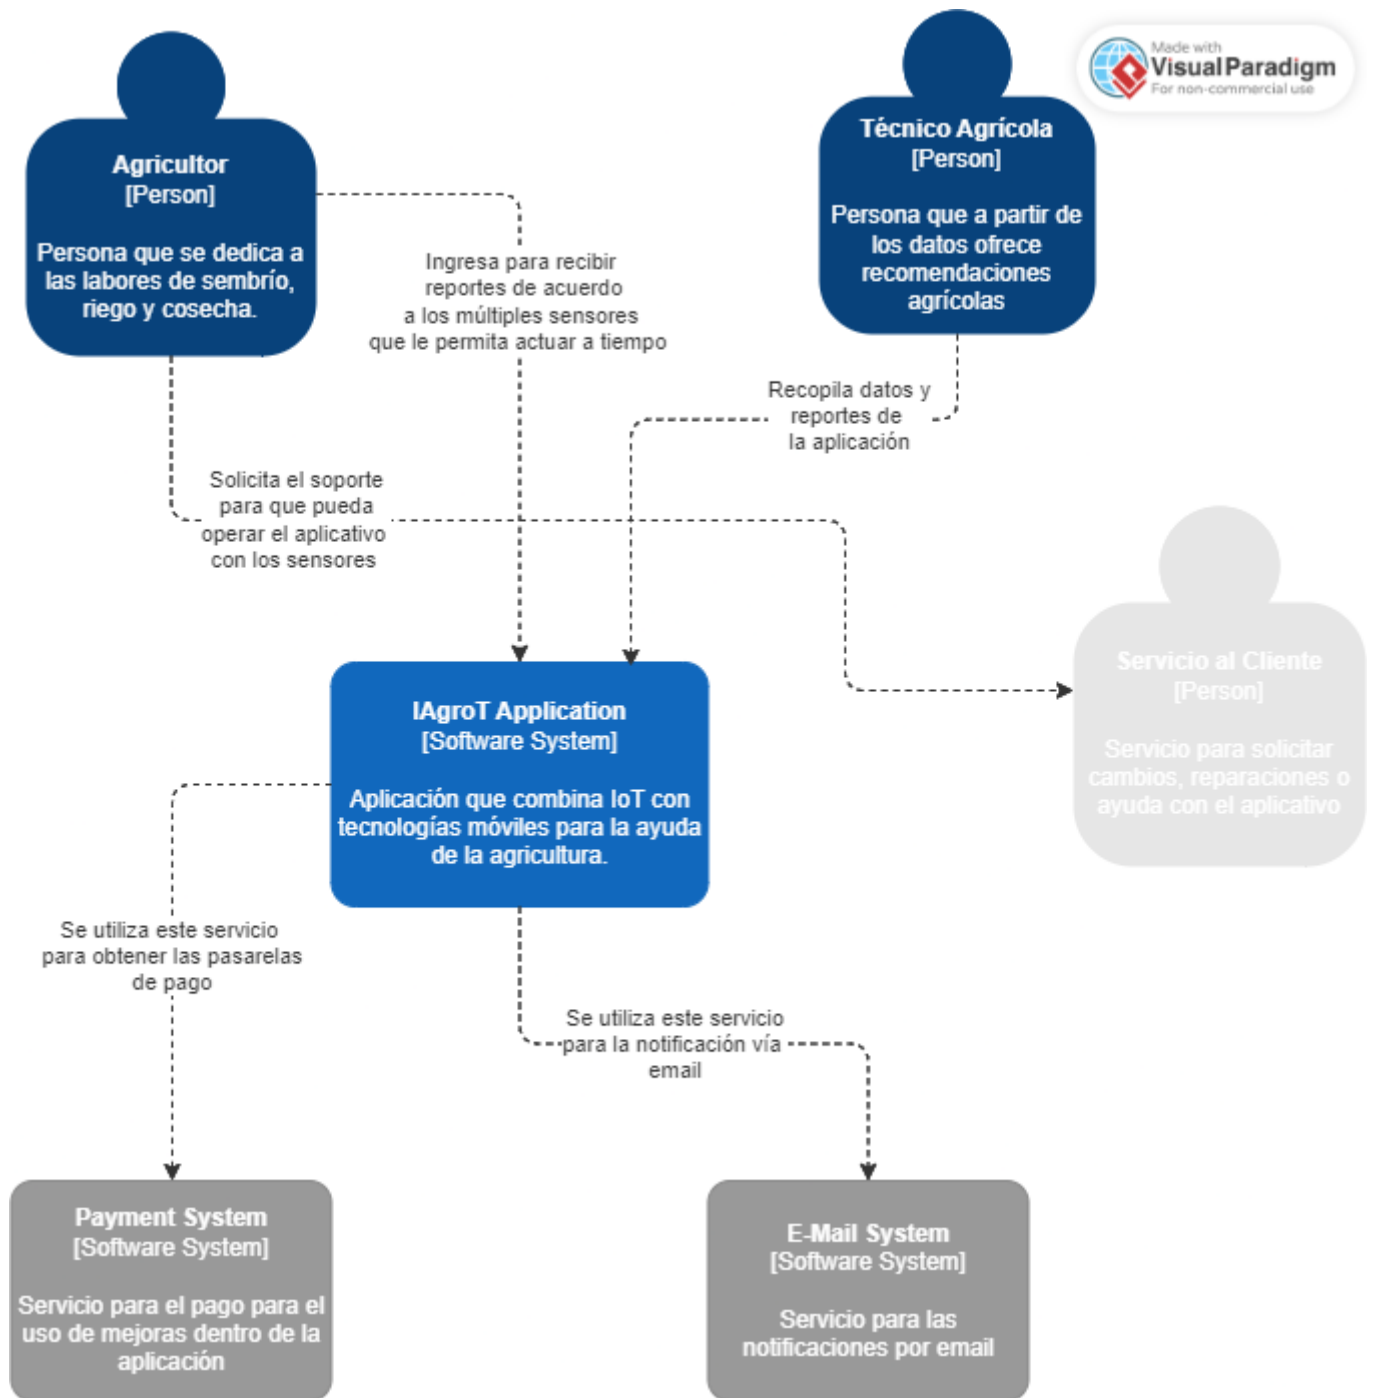 Made with
Visual Paradigm
For non-commercial use
Agricultor
[Person]
Persona que se dedica a
las labores de sembrío,
riego y cosecha.
Técnico Agrícola
[Person]
Persona que a partir de
los datos ofrece
recomendaciones
agrícolas
Ingresa para recibir
reportes de acuerdo
a los múltiples sensores
que le permita actuar a tiempo
Recopila datos y
reportes de
la aplicación
Solicita el soporte
para que pueda
operar el aplicativo
con los sensores
Servicio al Cliente
[Person]
Servicio para solicitar
cambios, reparaciones o
ayuda con el aplicativo
IAgroT Application
[Software System]
Aplicación que combina IoT con
tecnologías móviles para la ayuda
de la agricultura.
Se utiliza este servicio
para obtener las pasarelas
de pago
Se utiliza este servicio
para la notificación vía
email
Payment System
[Software System]
Servicio para el pago para el
uso de mejoras dentro de la
aplicación
E-Mail System
[Software System]
Servicio para las
notificaciones por email